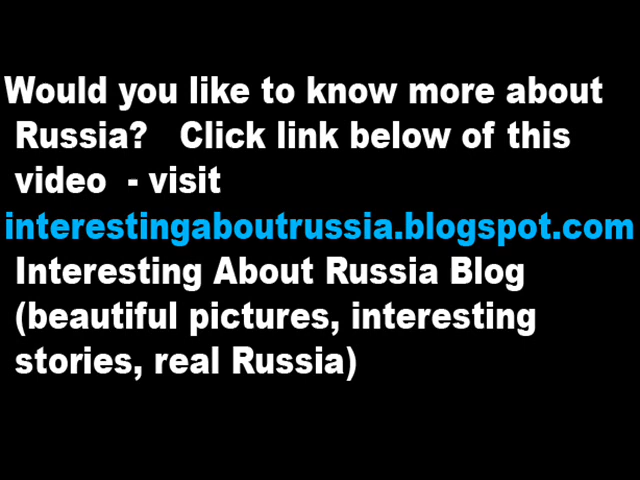 Would you like to know more about
Russia? Click link below of this
video - visit
interestingaboutrussia.blogspot.com
Interesting About Russia Blog
(beautiful pictures, interesting
stories, real Russia)